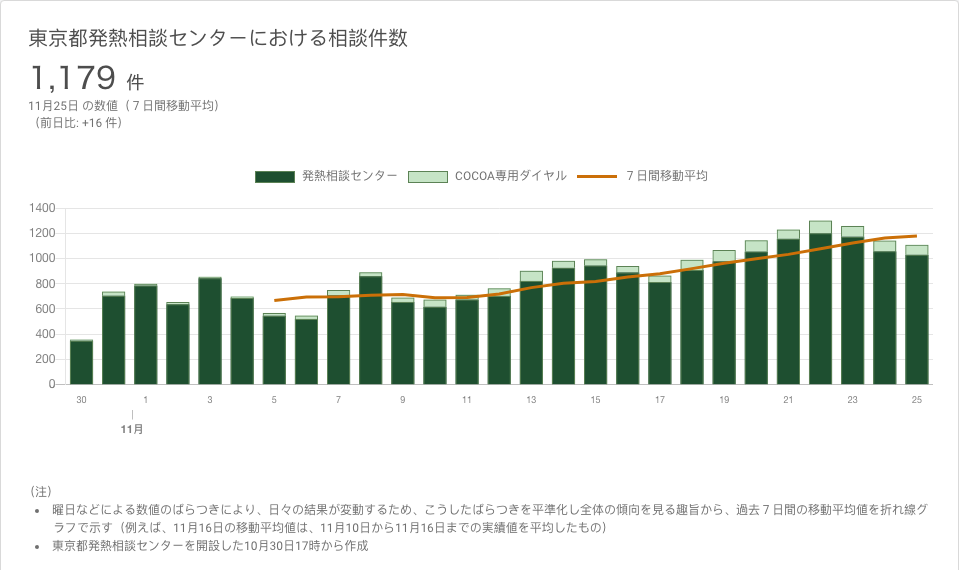 東京都発熱相談センターにおける相談件数
1,179 件
11月25日 の数値（７日間移動平均）
（前日比: +16 件）
発熱相談センター COCOA専用ダイヤル ７日間移動平均
1400
1200
1000
800
600
400
200
0
30 1 3 5 7 9 11 13 15 17 19 21 23 25
11月
（注）
• 曜日などによる数値のばらつきにより、日々の結果が変動するため、こうしたばらつきを平準化し全体の傾向を見る趣旨から、過去７日間の移動平均値を折れ線グ
ラフで示す（例えば、11月16日の移動平均値は、11月10日から11月16日までの実績値を平均したもの）
• 東京都発熱相談センターを開設した10月30日17時から作成